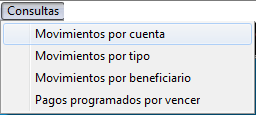 Consultas
Movimientos por cuenta
Movimientos por tipo
Movimientos por beneficiario
Pagos programados por vencer